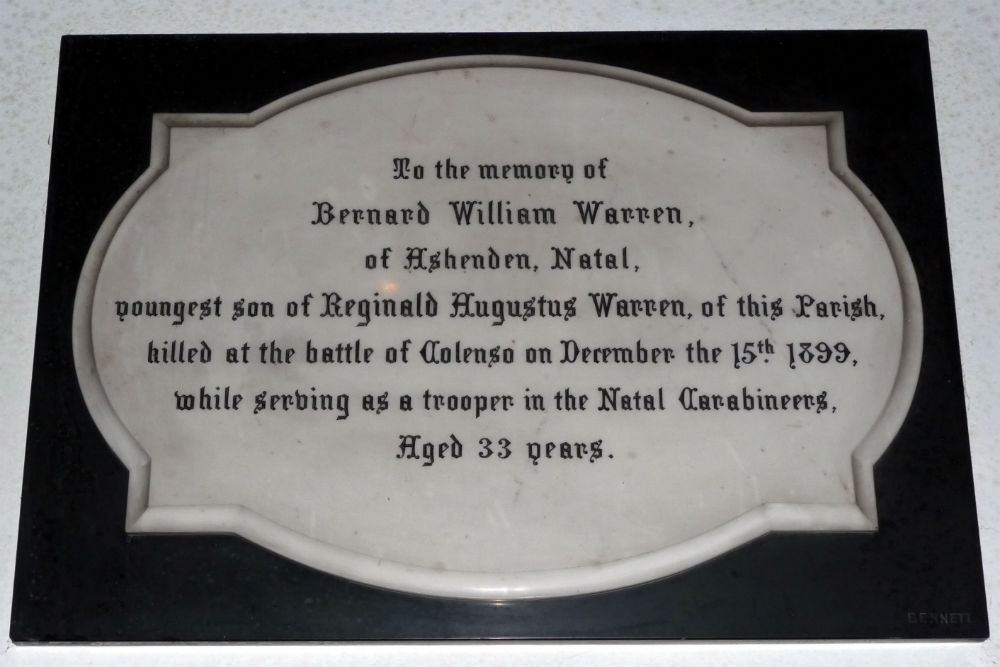 To the memory of
Bernard William Warren,
of Ashenden, Natal,
youngest son of Reginald Augustus Warren, of this Parish,
killed at the battle of Colenso on December the 15th 1899,
while serving as a trooper in the Natal Carabineers,
Aged 33 years.
BENNETT